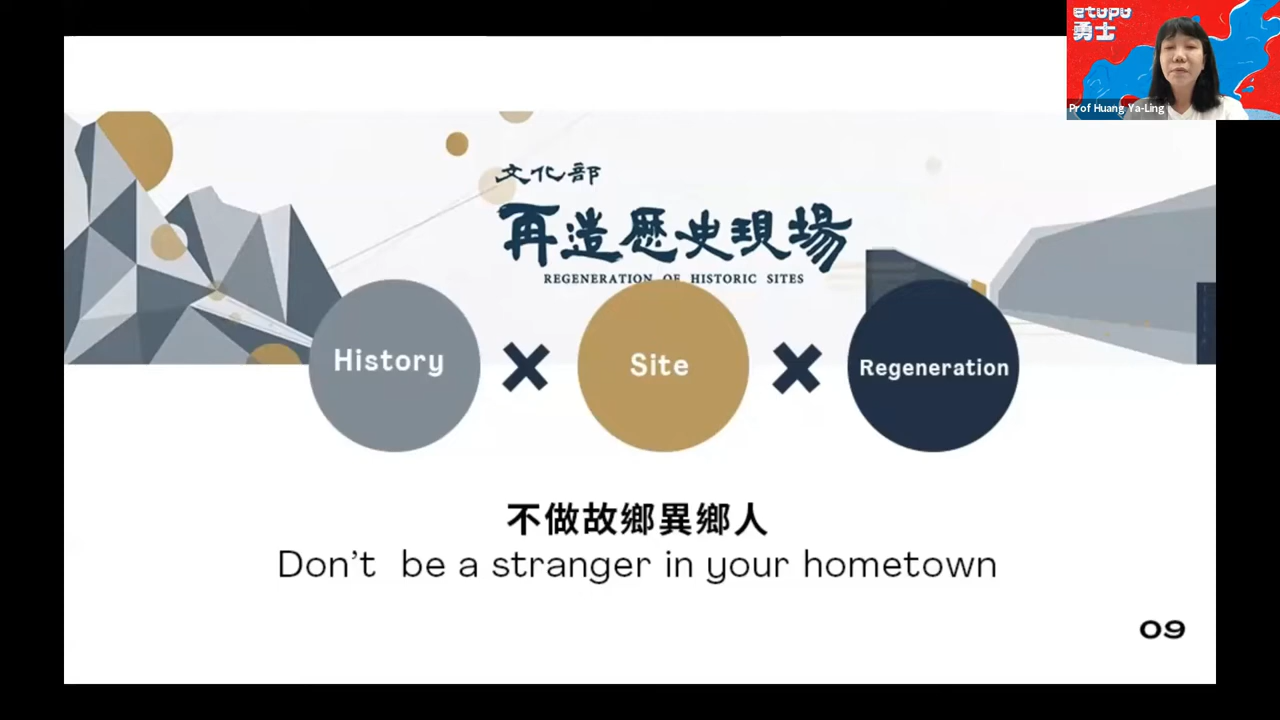 etupu
勇士
Prof Huang Ya-Ling
文化部
再造歷史現場
REGENERATION OF HISTORIC SITES
History
Site
Regeneration
不做故鄉異鄉人
Don't be a stranger in your hometown
09